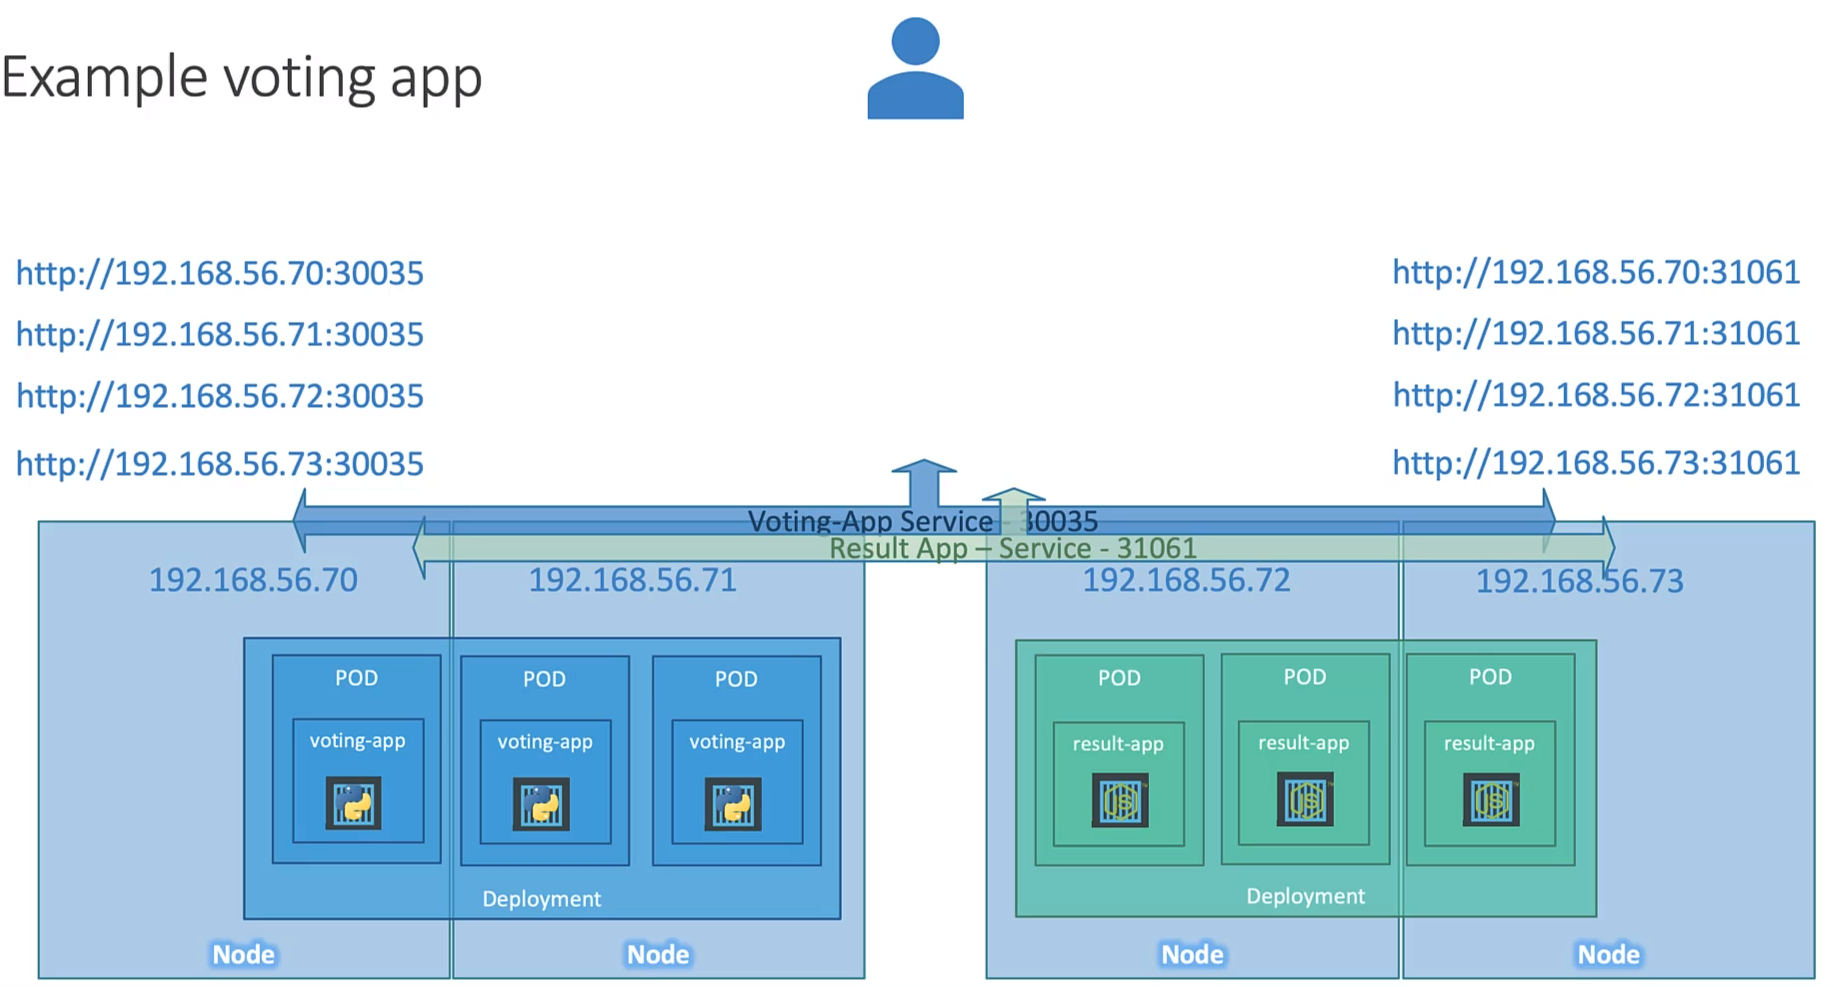 Example voting app
http://192.168.56.70:30035
http://192.168.56.71:30035
http://192.168.56.72:30035
http://192.168.56.73:30035
http://192.168.56.70:31061
http://192.168.56.71:31061
http://192.168.56.72:31061
http://192.168.56.73:31061
Voting-App Service - 30035
Result App – Service - 31061
192.168.56.70
192.168.56.71
192.168.56.72
192.168.56.73
POD
voting-app
POD
voting-app
POD
voting-app
Deployment
POD
result-app
JS
POD
result-app
JS
POD
result-app
JS
Deployment
Node
Node
Node
Node